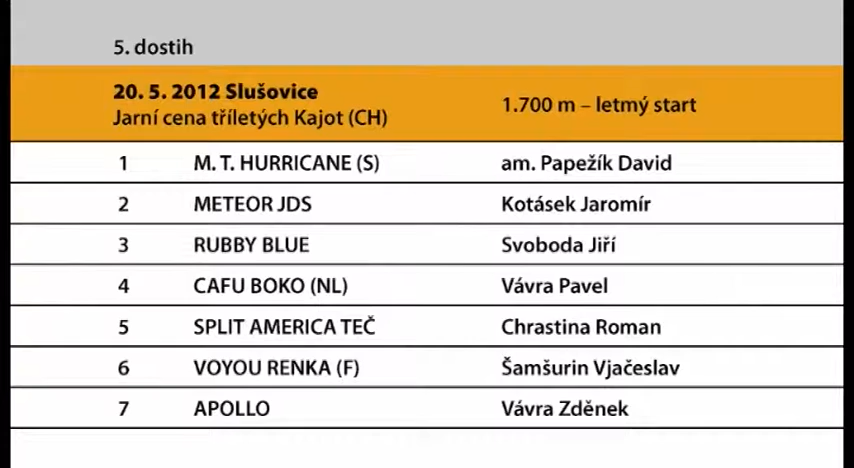 5. dostih
20. 5. 2012 Slušovice
Jarní cena tříletých Kajot (CH)
1.700 m – letmý start
1 M. T. HURRICANE (S) am. Papežík David
2 METEOR JDS Kotásek Jaromír
3 RUBBY BLUE Svoboda Jiří
4 CAFU BOKO (NL) Vávra Pavel
5 SPLIT AMERICA TEČ Chrastina Roman
6 VOYOU RENKA (F) Šamšurin Vjačeslav
7 APOLLO Vávra Zděnek